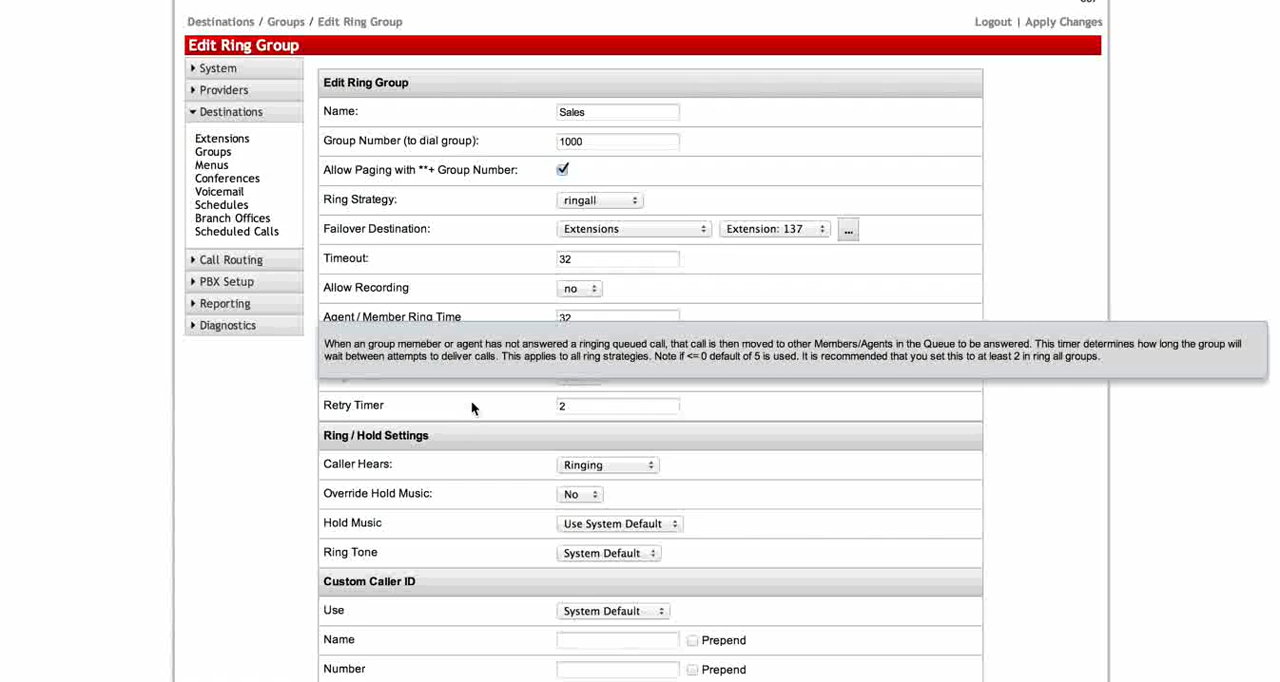 Destinations / Groups / Edit Ring Group
Logout | Apply Changes
Edit Ring Group
System
Providers
Destinations
Extensions
Groups
Menus
Conferences
Voicemail
Schedules
Branch Offices
Scheduled Calls
Call Routing
PBX Setup
Reporting
Diagnostics
Edit Ring Group
Name: Sales
Group Number (to dial group): 1000
Allow Paging with **+ Group Number:
Ring Strategy: ringall
Failover Destination: Extensions Extension: 137 ...
Timeout: 32
Allow Recording no
Agent / Member Ring Time 32
When an group memeber or agent has not answered a ringing queued call, that call is then moved to other Members/Agents in the Queue to be answered. This timer determines how long the group will
wait between attempts to deliver calls. This applies to all ring strategies. Note if <= 0 default of 5 is used. It is recommended that you set this to at least 2 in ring all groups.
Retry Timer 2
Ring / Hold Settings
Caller Hears: Ringing
Override Hold Music: No
Hold Music Use System Default
Ring Tone System Default
Custom Caller ID
Use System Default
Name Prepend
Number Prepend